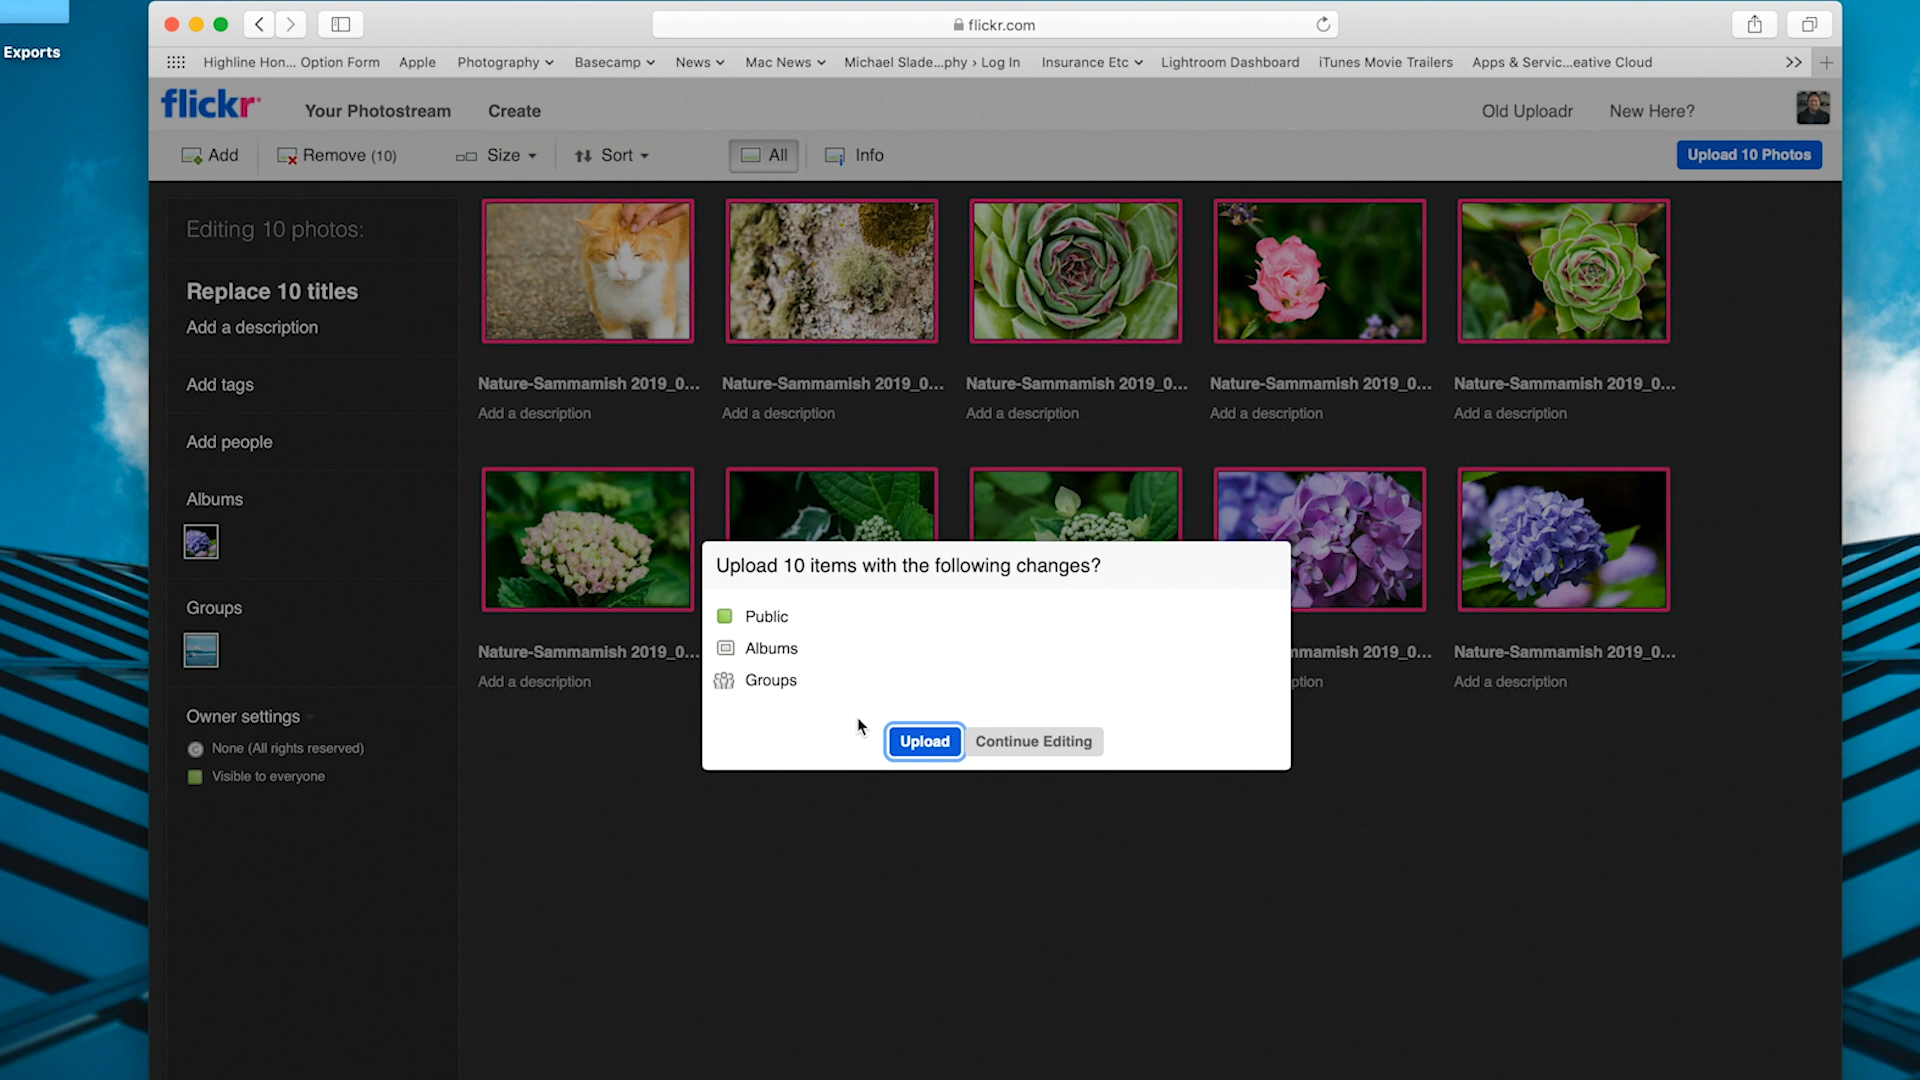 Exports
flickr.com
Highline Hon... Option Form Apple Photography Basecamp News Mac News Michael Slade...phy › Log In Insurance Etc Lightroom Dashboard iTunes Movie Trailers Apps & Servic...eative Cloud
flickr Your Photostream Create Old Uploadr New Here?
Add Remove (10) Size Sort All Info Upload 10 Photos
Editing 10 photos:
Replace 10 titles
Add a description
Add tags
Add people
Albums
Groups
Owner settings
None (All rights reserved)
Visible to everyone
Nature-Sammamish 2019_0... Nature-Sammamish 2019_0... Nature-Sammamish 2019_0... Nature-Sammamish 2019_0... Nature-Sammamish 2019_0...
Add a description Add a description Add a description Add a description Add a description
Nature-Sammamish 2019_0... mmamish 2019_0... Nature-Sammamish 2019_0...
Add a description ption Add a description
Upload 10 items with the following changes?
Public
Albums
Groups
Upload Continue Editing